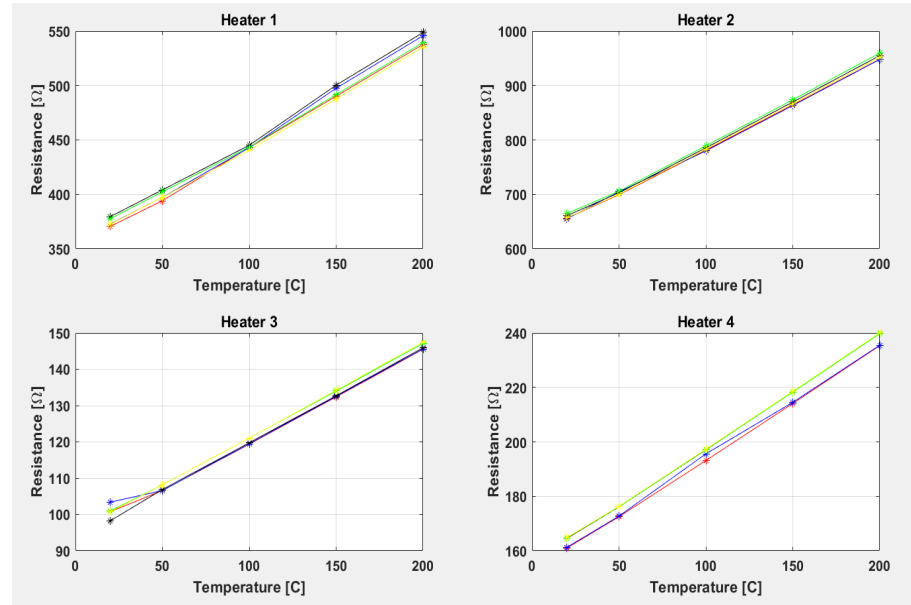 Heater 1
550
500
450
400
350
Resistance [Ω]
0 50 100 150 200
Temperature [C]
Heater 2
1000
900
800
700
600
Resistance [Ω]
0 50 100 150 200
Temperature [C]
Heater 3
150
140
130
120
110
100
90
Resistance [Ω]
0 50 100 150 200
Temperature [C]
Heater 4
240
220
200
180
160
Resistance [Ω]
0 50 100 150 200
Temperature [C]